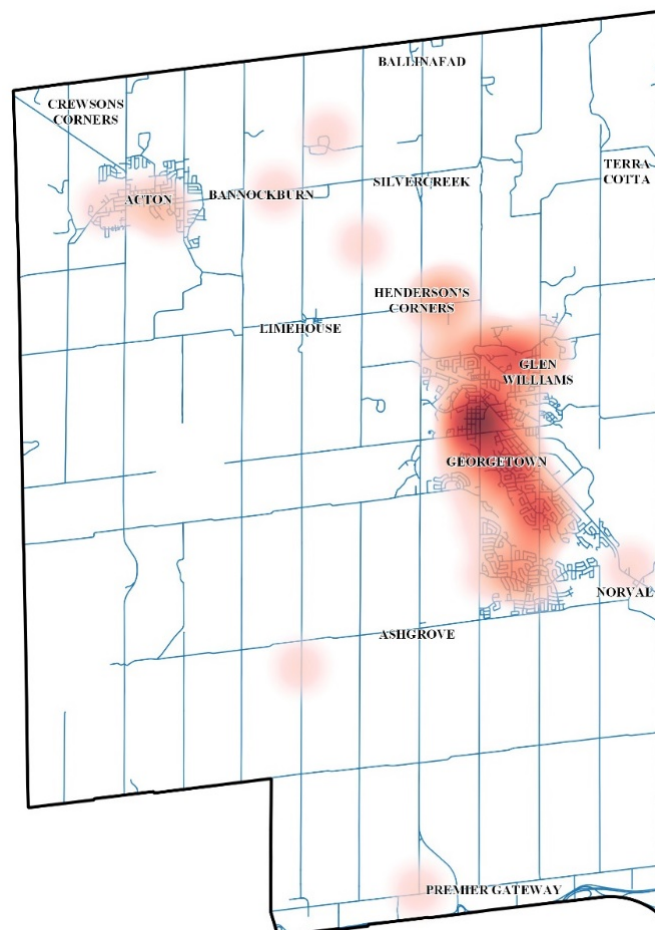 BALLINAFAD
CREWSONS
CORNERS
TERRA
COTTA
SILVERCREEK
BANNOCKBURN
ACTON
HENDERSON'S
CORNERS
LIMEHOUSE
GLEN
WILLIAMS
GEORGETOWN
NORVAL
ASHGROVE
PREMIER GATEWAY